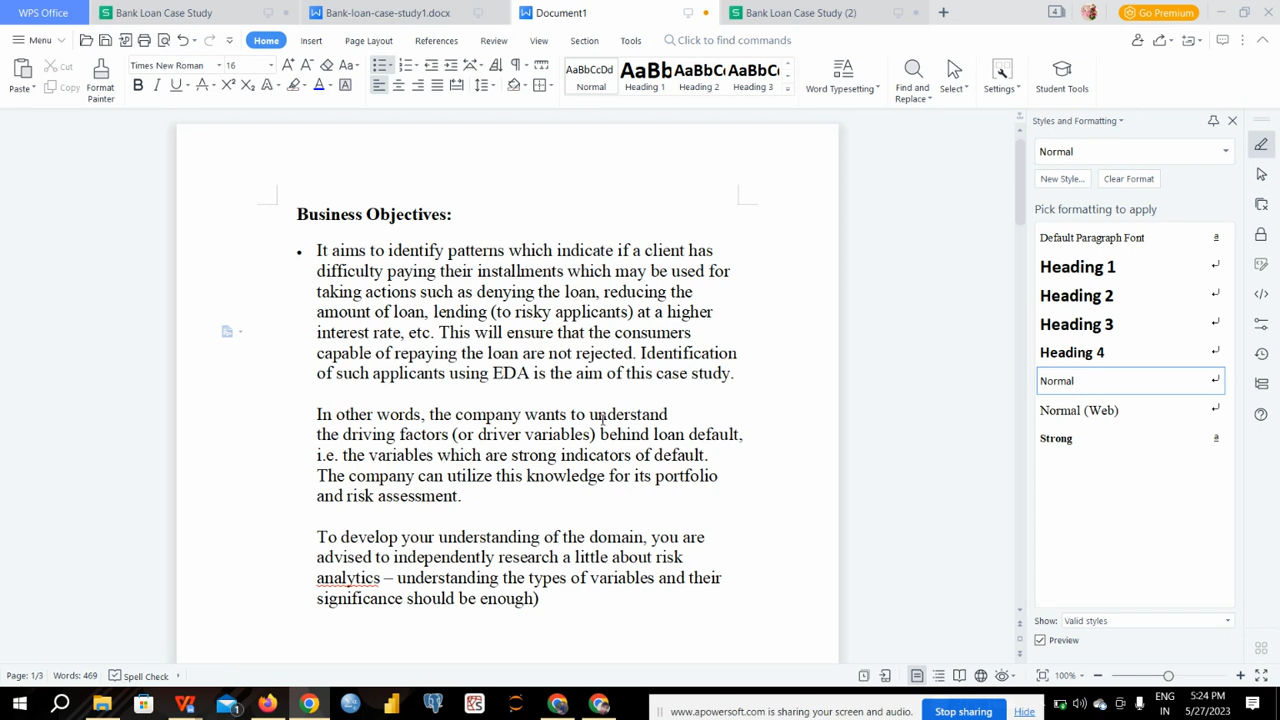 WPS Office
Bank Loan Case Study
Bank-loan-case-study1.docx
Document1
Bank Loan Case Study (2)
Go Premium
Menu
Home
Insert
Page Layout
References
Review
View
Section
Tools
Search for commands
Paste
Cut
Copy
Format Painter
Times New Roman
16
AaBbCcDd
Normal
AaBb
Heading 1
AaBbC
Heading 2
AaBbC
Heading 3
Word Typesetting
Find and Replace
Select
Settings
Student Tools
Business Objectives:
• It aims to identify patterns which indicate if a client has
difficulty paying their installments which may be used for
taking actions such as denying the loan, reducing the
amount of loan, lending (to risky applicants) at a higher
interest rate, etc. This will ensure that the consumers
capable of repaying the loan are not rejected. Identification
of such applicants using EDA is the aim of this case study.
In other words, the company wants to understand
the driving factors (or driver variables) behind loan default,
i.e. the variables which are strong indicators of default.
The company can utilize this knowledge for its portfolio
and risk assessment.
To develop your understanding of the domain, you are
advised to independently research a little about risk
analytics – understanding the types of variables and their
significance should be enough)
Styles and Formatting
Normal
New Style...
Clear Format
Pick formatting to apply
Default Paragraph Font a
Heading 1
Heading 2
Heading 3
Heading 4
Normal
Normal (Web)
Strong a
Show: Valid styles
Preview
Page: 1/3
Words: 469
Spell Check
100%
www.apowersoft.com is sharing your screen and audio.
Stop sharing
Hide
ENG
IN
5:24 PM
5/27/2023